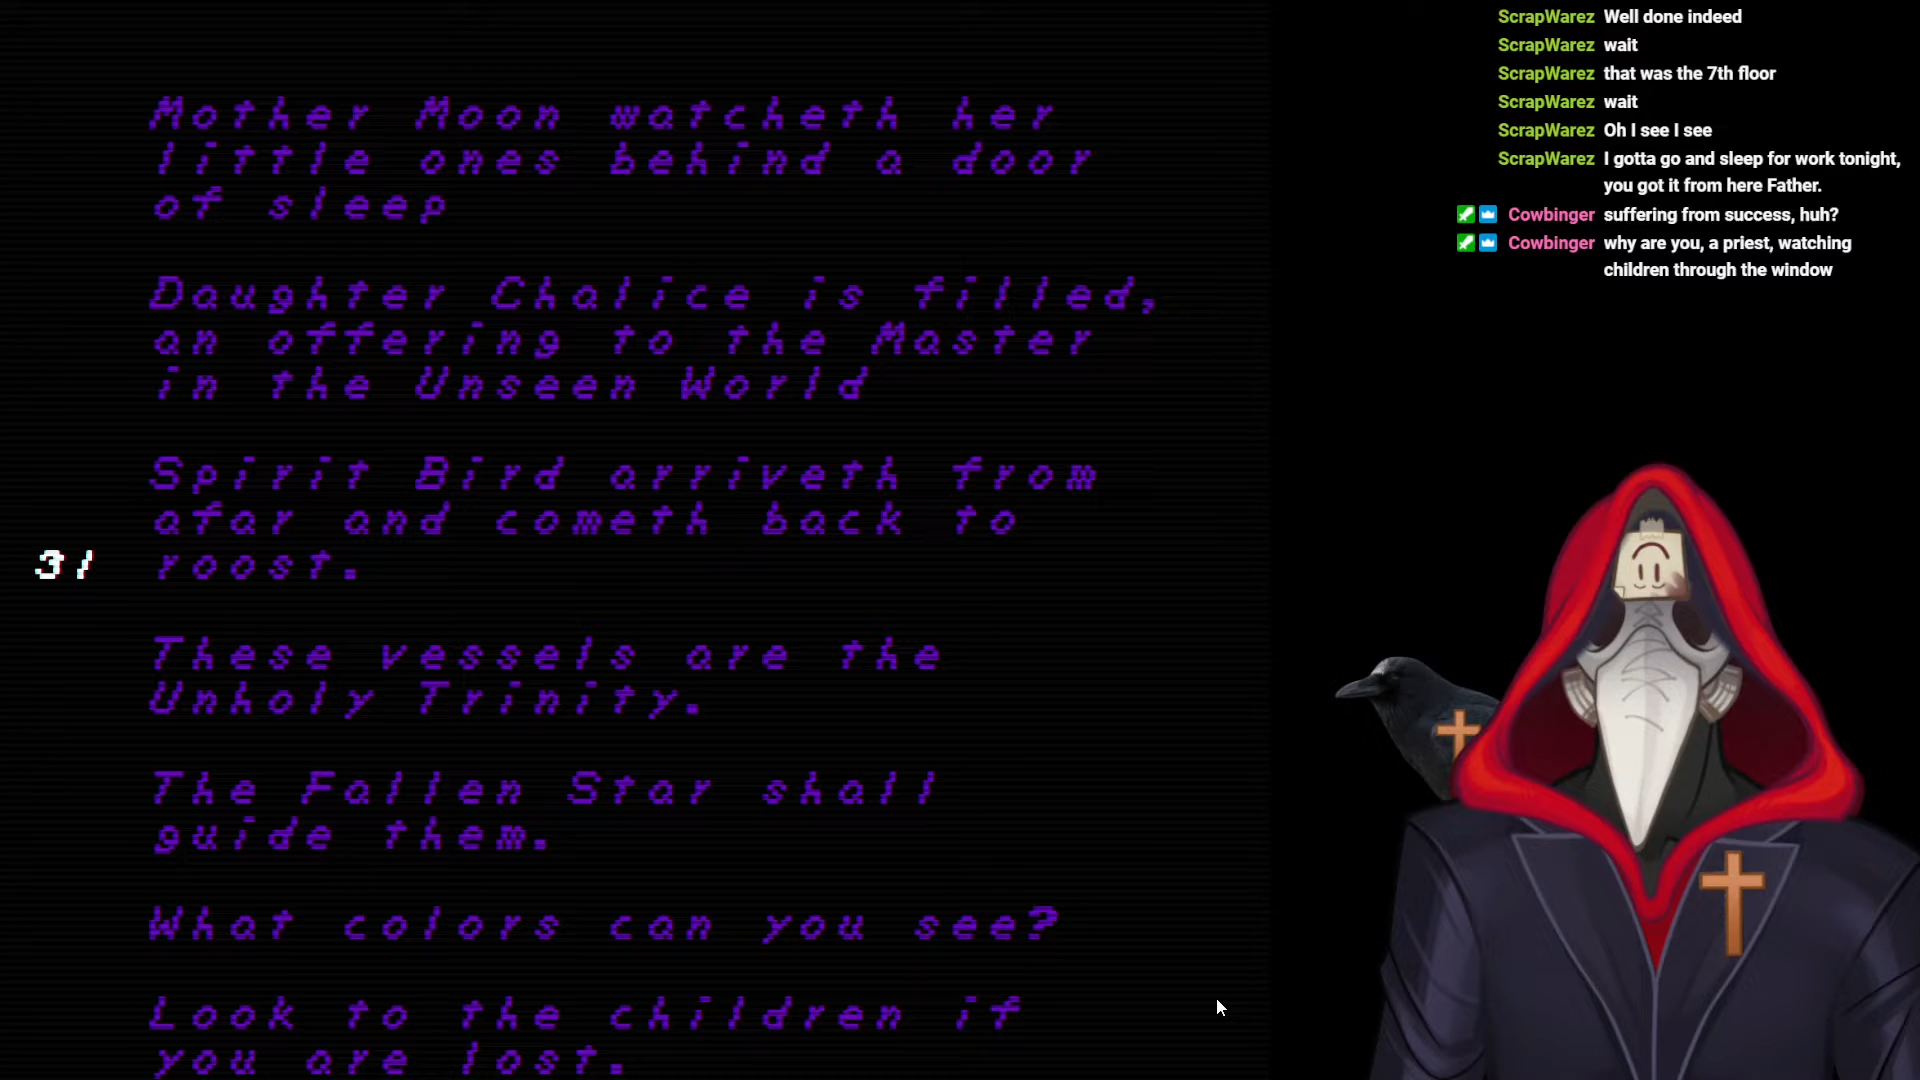 Mother Moon watcheth her
little ones behind a door
of sleep
Daughter Chalice is filled,
an offering to the Master
in the Unseen World
Spirit Bird arriveth from
afar and cometh back to
31 roost.
These vessels are the
Unholy Trinity.
The Fallen Star shall
guide them.
What colors can you see?
Look to the children if
you are lost.
ScrapWarez Well done indeed
ScrapWarez wait
ScrapWarez that was the 7th floor
ScrapWarez wait
ScrapWarez Oh I see I see
ScrapWarez I gotta go and sleep for work tonight,
you got it from here Father.
Cowbinger suffering from success, huh?
Cowbinger why are you, a priest, watching
children through the window